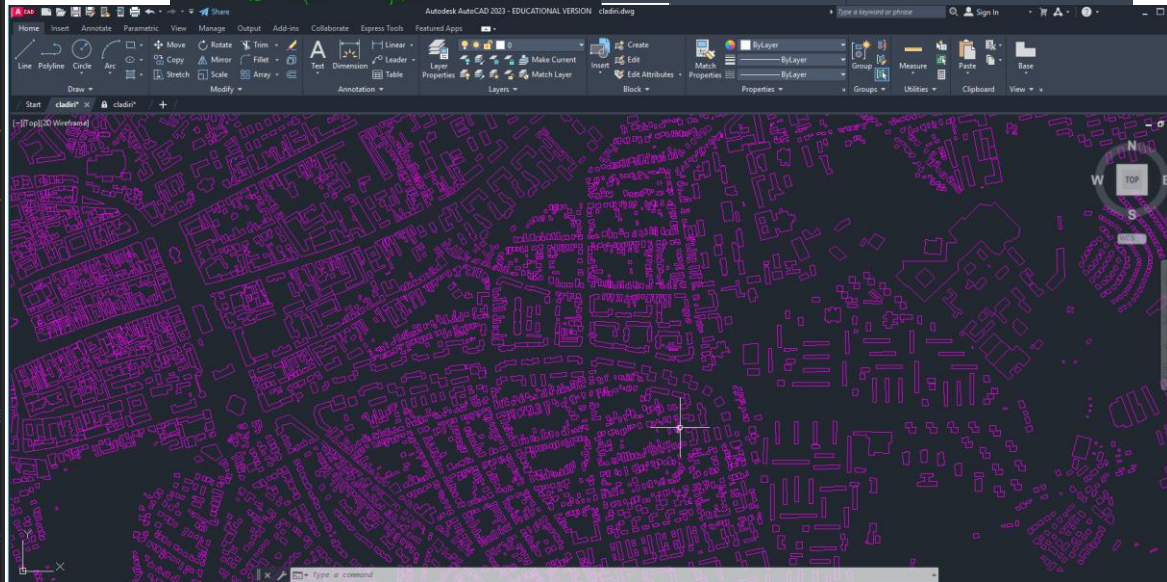 A CAD Share Autodesk AutoCAD 2023 - EDUCATIONAL VERSION cladiri.dwg Type a keyword or phrase Sign In
Home Insert Annotate Parametric View Manage Output Add-ins Collaborate Express Tools Featured Apps
Line Polyline Circle Arc
Move Rotate Trim
Copy Mirror Fillet
Stretch Scale Array
Text Dimension
Linear
Leader
Table
Layer Properties
0
Make Current
Match Layer
Insert
Create
Edit
Edit Attributes
Match Properties
ByLayer
ByLayer
ByLayer
Group
Measure
Paste
Base
Draw Modify Annotation Layers Block Properties Groups Utilities Clipboard View
Start cladiri* cladiri* +
[-][Top][2D Wireframe]
N
W TOP E
S
WCS
Y
X
Type a command